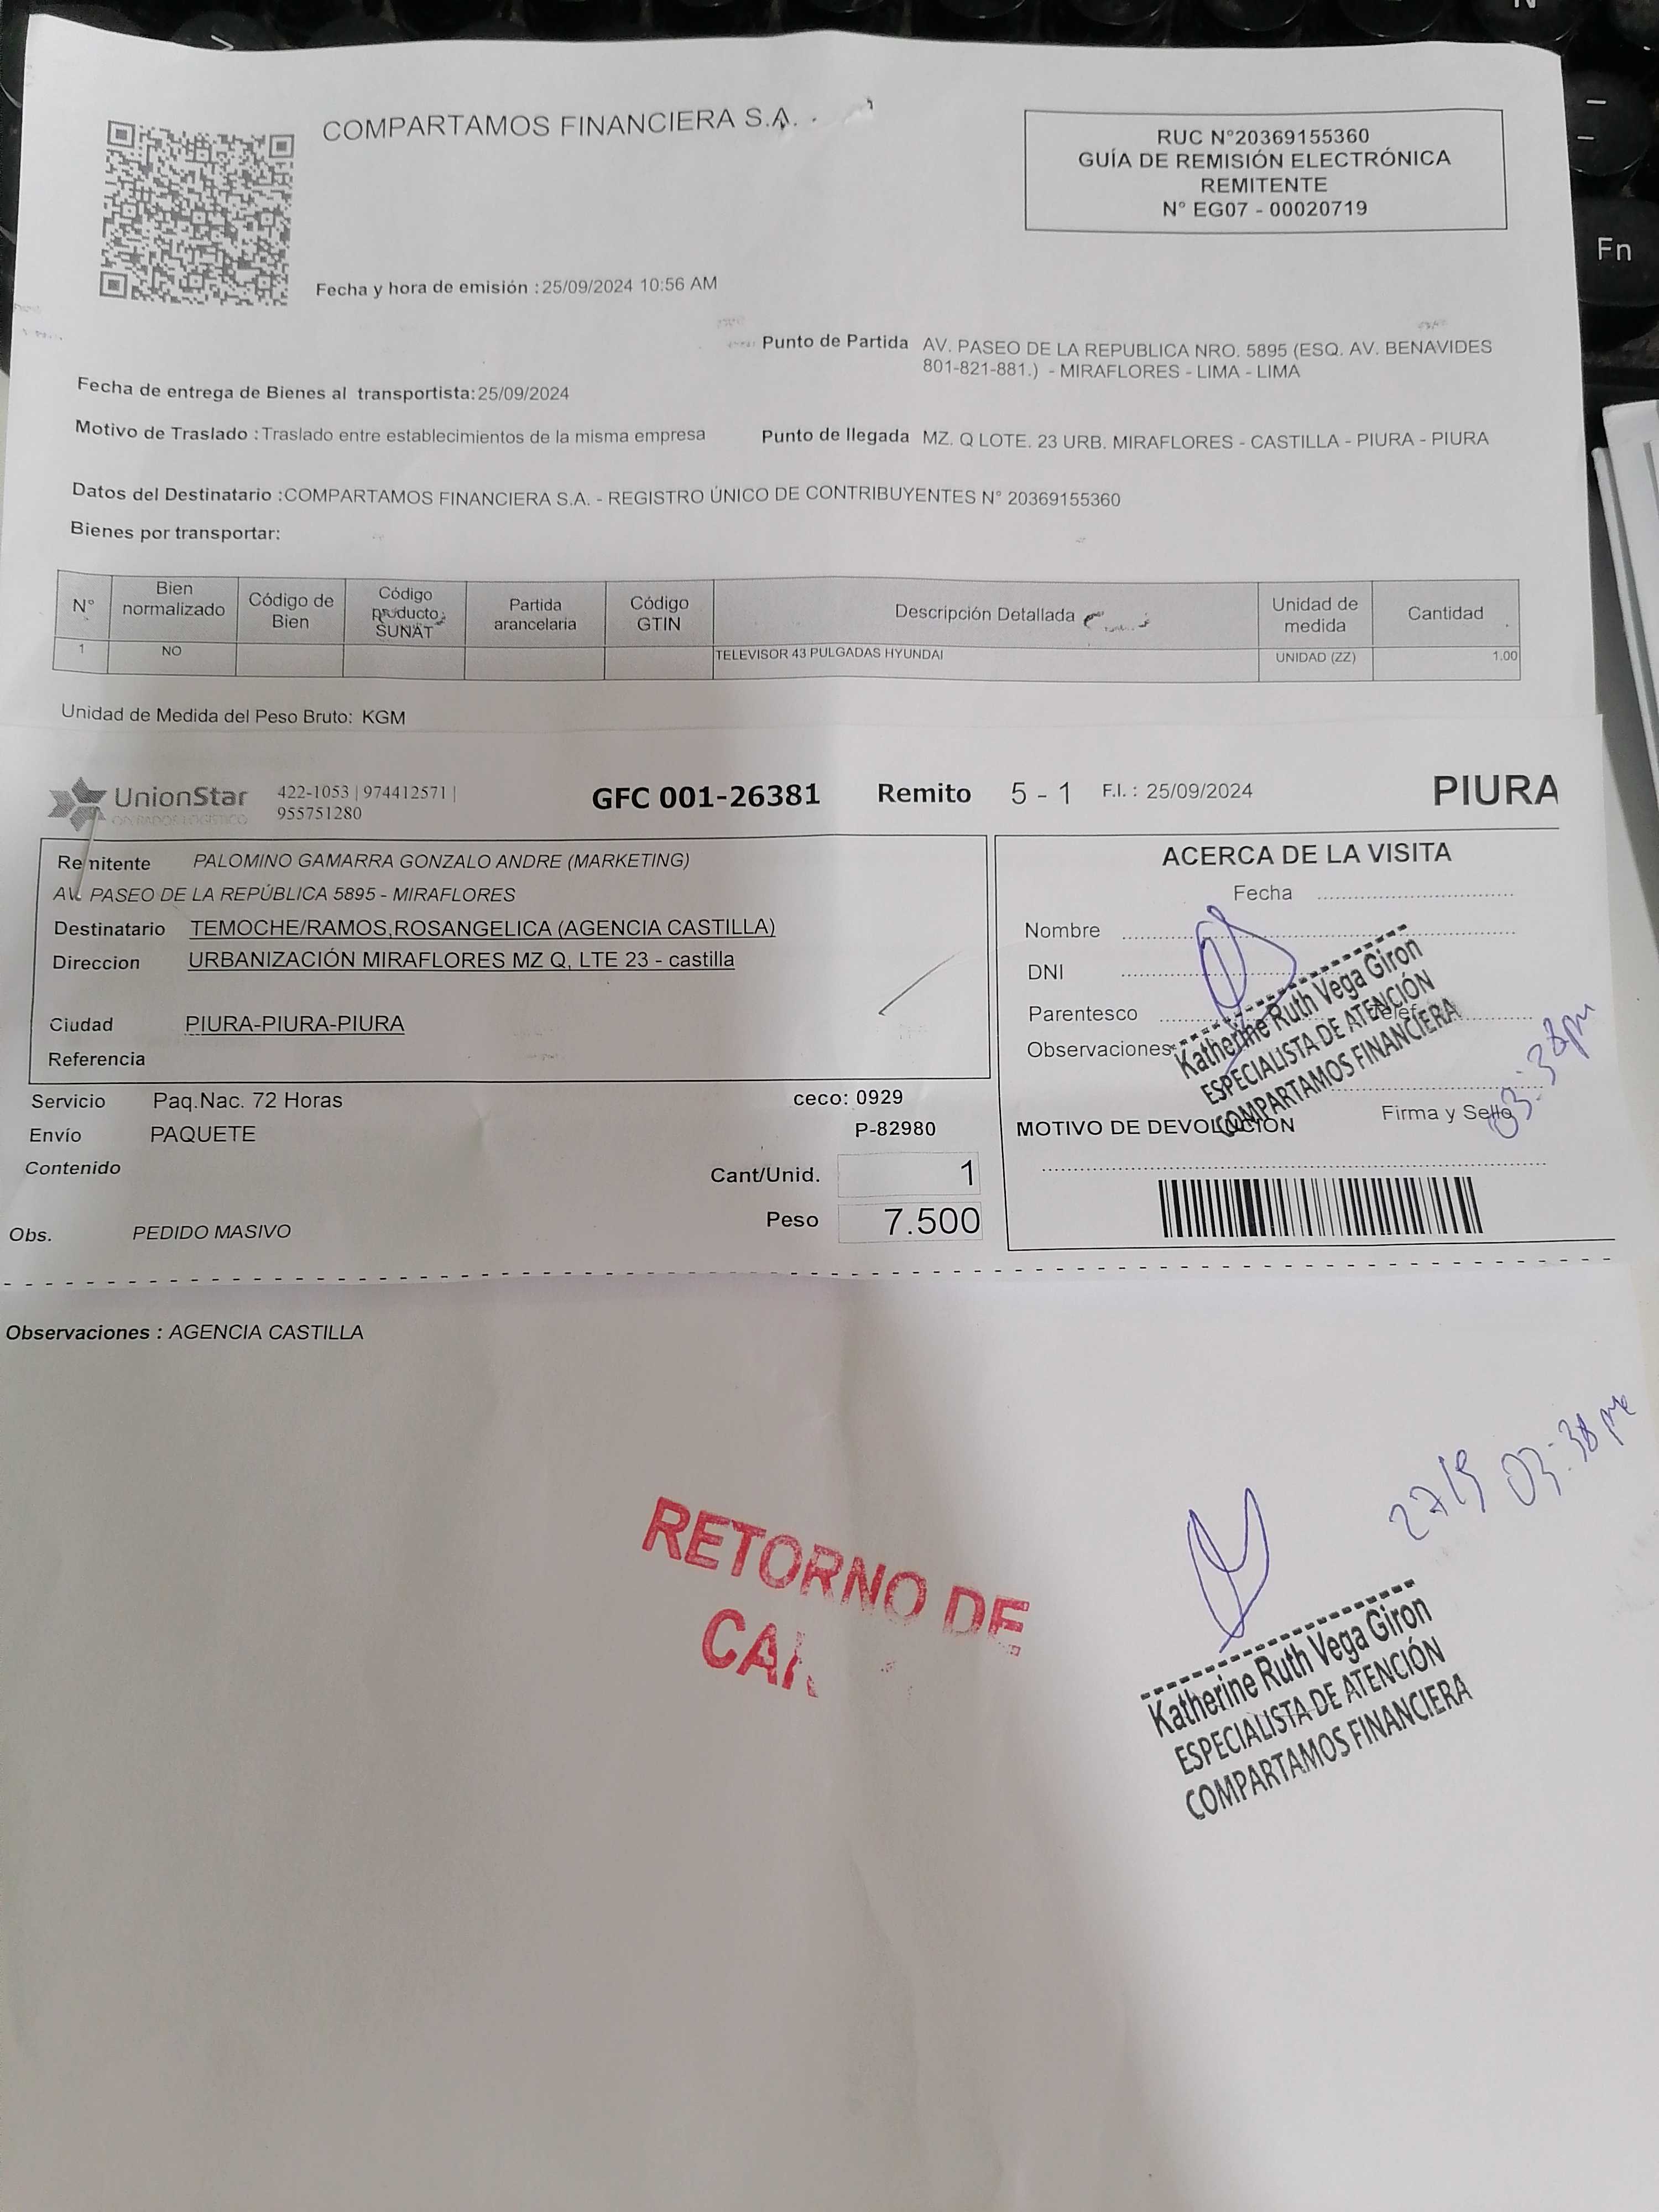 COMPARTAMOS FINANCIERA S.A.
RUC N°20369155360
GUÍA DE REMISIÓN ELECTRÓNICA
REMITENTE
N° EG07 - 00020719
Fecha y hora de emisión : 25/09/2024 10:56 AM
Punto de Partida AV. PASEO DE LA REPUBLICA NRO. 5895 (ESQ. AV. BENAVIDES
801-821-881.) - MIRAFLORES - LIMA - LIMA
Fecha de entrega de Bienes al transportista: 25/09/2024
Motivo de Traslado : Traslado entre establecimientos de la misma empresa
Punto de llegada MZ. Q LOTE. 23 URB. MIRAFLORES - CASTILLA - PIURA - PIURA
Datos del Destinatario : COMPARTAMOS FINANCIERA S.A. - REGISTRO ÚNICO DE CONTRIBUYENTES N° 20369155360
Bienes por transportar:
N° Bien normalizado Código de Bien Código producto SUNAT Partida arancelaria Código GTIN Descripción Detallada Unidad de medida Cantidad
1 NO TELEVISOR 43 PULGADAS HYUNDAI UNIDAD (ZZ) 1.00
Unidad de Medida del Peso Bruto: KGM
UnionStar
OPERADOR LOGÍSTICO
422-1053 | 974412571 |
955751280
GFC 001-26381 Remito 5 - 1 F.I. : 25/09/2024 PIURA
Remitente PALOMINO GAMARRA GONZALO ANDRE (MARKETING)
AV. PASEO DE LA REPÚBLICA 5895 - MIRAFLORES
Destinatario TEMOCHE/RAMOS,ROSANGELICA (AGENCIA CASTILLA)
Direccion URBANIZACIÓN MIRAFLORES MZ Q, LTE 23 - castilla
Ciudad PIURA-PIURA-PIURA
Referencia
ACERCA DE LA VISITA
Fecha
Nombre
DNI
Parentesco Telef
Observaciones
Katherine Ruth Vega Giron
ESPECIALISTA DE ATENCIÓN
COMPARTAMOS FINANCIERA
03:38pm
Firma y Sello
MOTIVO DE DEVOLUCIÓN
Servicio Paq.Nac. 72 Horas ceco: 0929
Envío PAQUETE P-82980
Contenido
Cant/Unid. 1
Peso 7.500
Obs. PEDIDO MASIVO
Observaciones : AGENCIA CASTILLA
27/9 03:38 pm
RETORNO DE
Katherine Ruth Vega Giron
ESPECIALISTA DE ATENCIÓN
COMPARTAMOS FINANCIERA
Fn